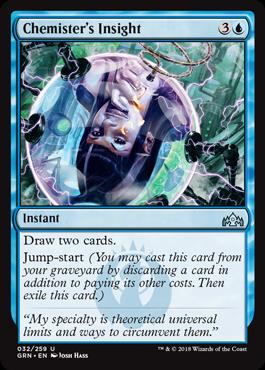 Chemister's Insight 3
Instant
Draw two cards.
Jump-start (You may cast this card from
your graveyard by discarding a card in
addition to paying its other costs. Then
exile this card.)
"My specialty is theoretical universal
limits and ways to circumvent them."
032/259 U
GRN • EN Josh Hass
™ & © 2018 Wizards of the Coast